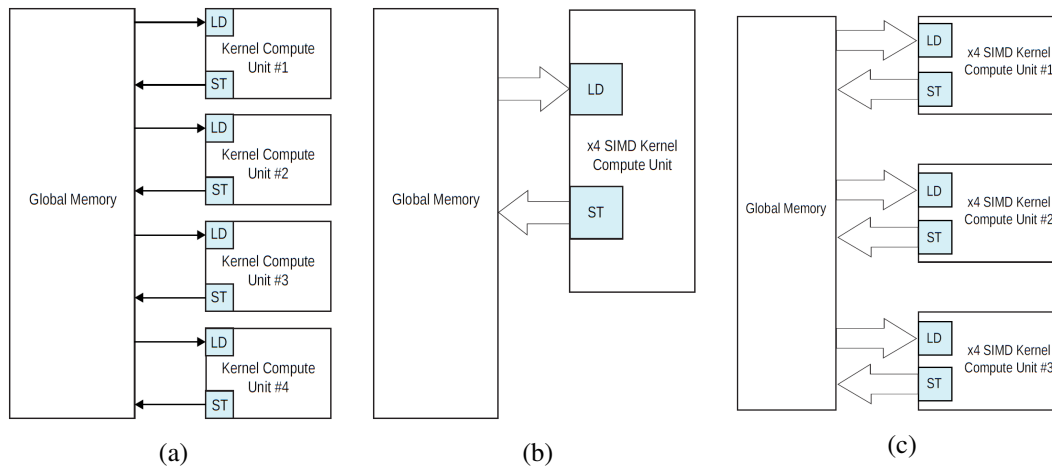 Global Memory
LD
Kernel Compute
Unit #1
ST
LD
Kernel Compute
Unit #2
ST
LD
Kernel Compute
Unit #3
ST
LD
Kernel Compute
Unit #4
ST
(a)
Global Memory
LD
x4 SIMD Kernel
Compute Unit
ST
(b)
Global Memory
LD
x4 SIMD Kernel
Compute Unit #1
ST
LD
x4 SIMD Kernel
Compute Unit #2
ST
LD
x4 SIMD Kernel
Compute Unit #3
ST
(c)